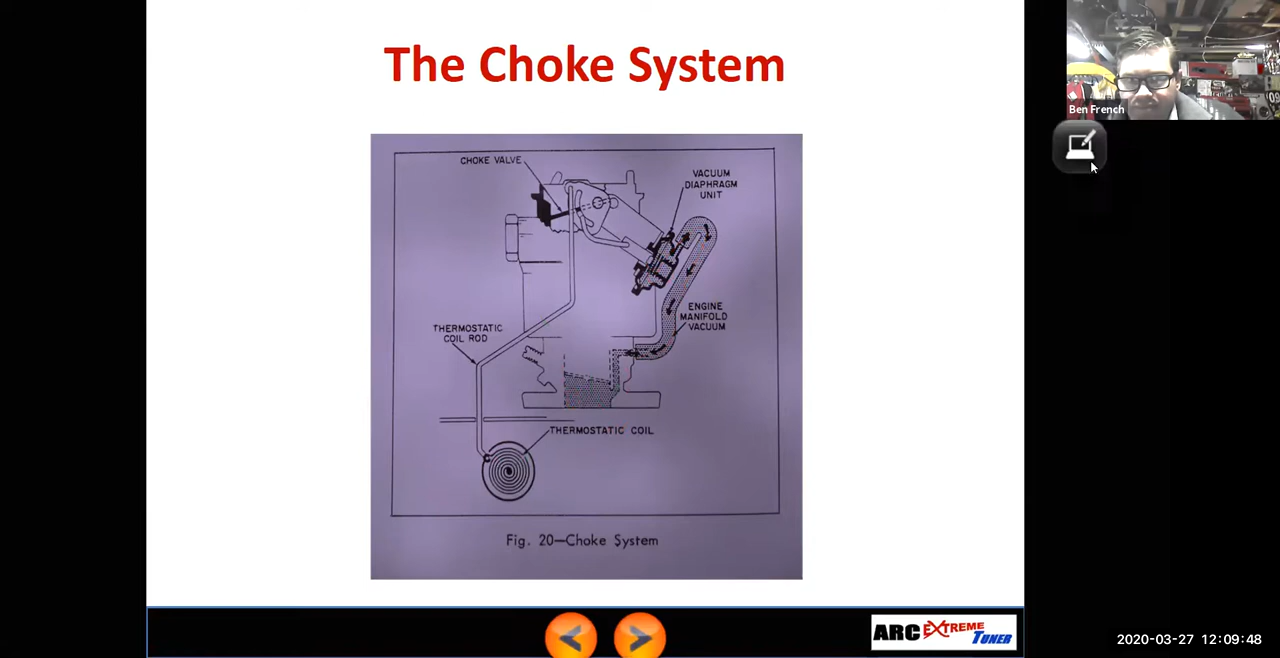 The Choke System
CHOKE VALVE
VACUUM
DIAPHRAGM
UNIT
ENGINE
MANIFOLD
VACUUM
THERMOSTATIC
COIL ROD
THERMOSTATIC COIL
Fig. 20—Choke System
ARC EXTREME
TUNER
Ben French
09
2020-03-27 12:09:48